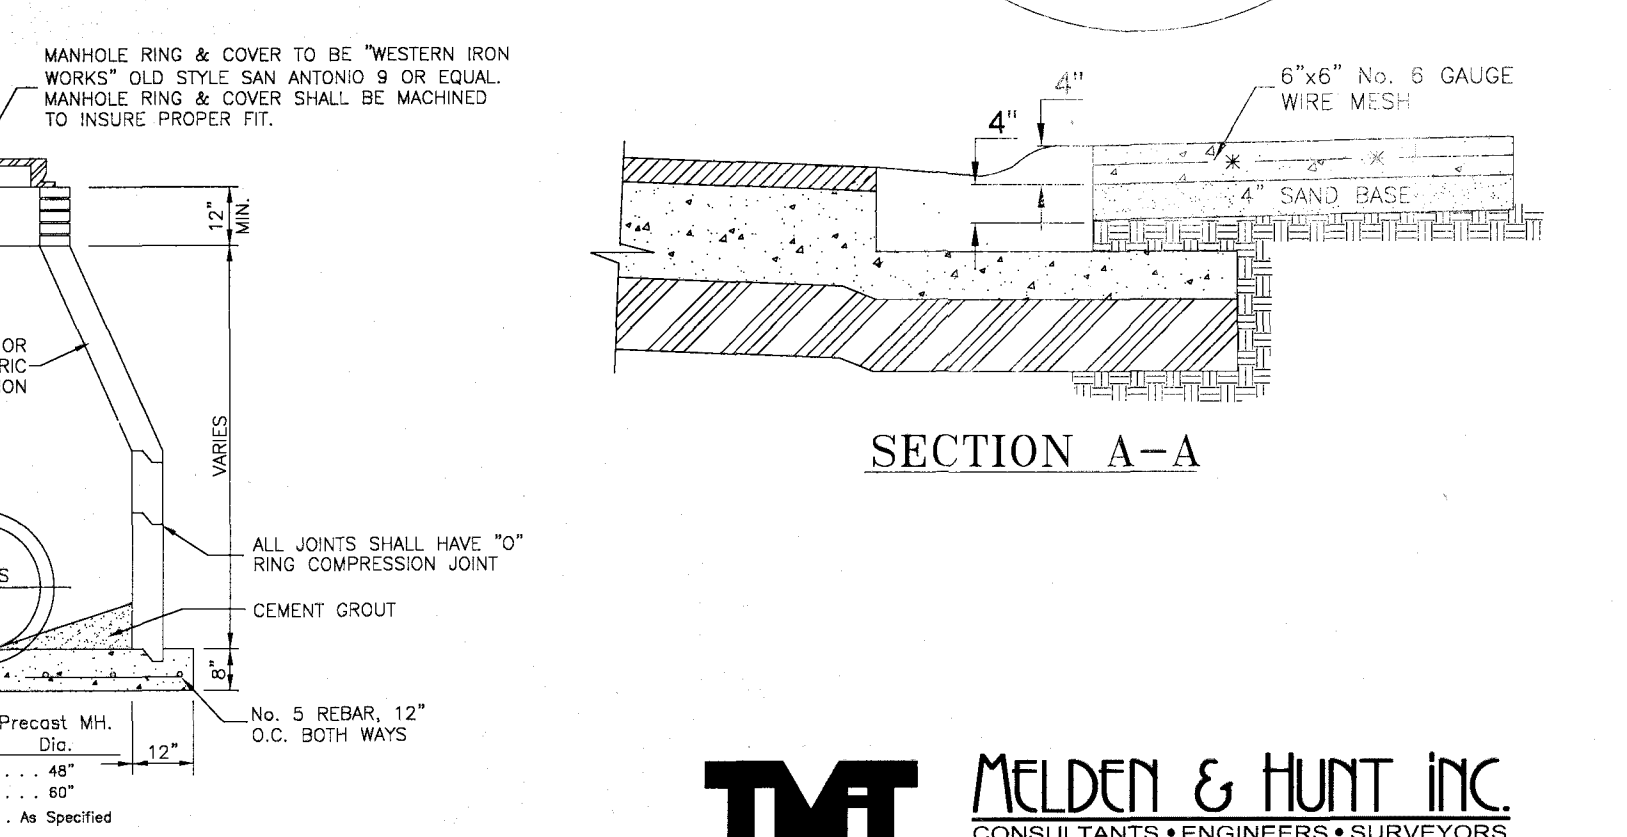 MANHOLE RING & COVER TO BE "WESTERN IRON
WORKS" OLD STYLE SAN ANTONIO 9 OR EQUAL.
MANHOLE RING & COVER SHALL BE MACHINED
TO INSURE PROPER FIT.
12"
MIN.
OR
RIC
ION
VARIES
ALL JOINTS SHALL HAVE "O"
RING COMPRESSION JOINT
S
CEMENT GROUT
8"
No. 5 REBAR, 12"
O.C. BOTH WAYS
Precast MH.
Dia.
12"
. . . . 48"
. . . . 60"
. As Specified
4"
4"
6"x6" No. 6 GAUGE
WIRE MESH
4" SAND BASE
SECTION A-A
TMT
MELDEN & HUNT INC.
CONSULTANTS • ENGINEERS • SURVEYORS